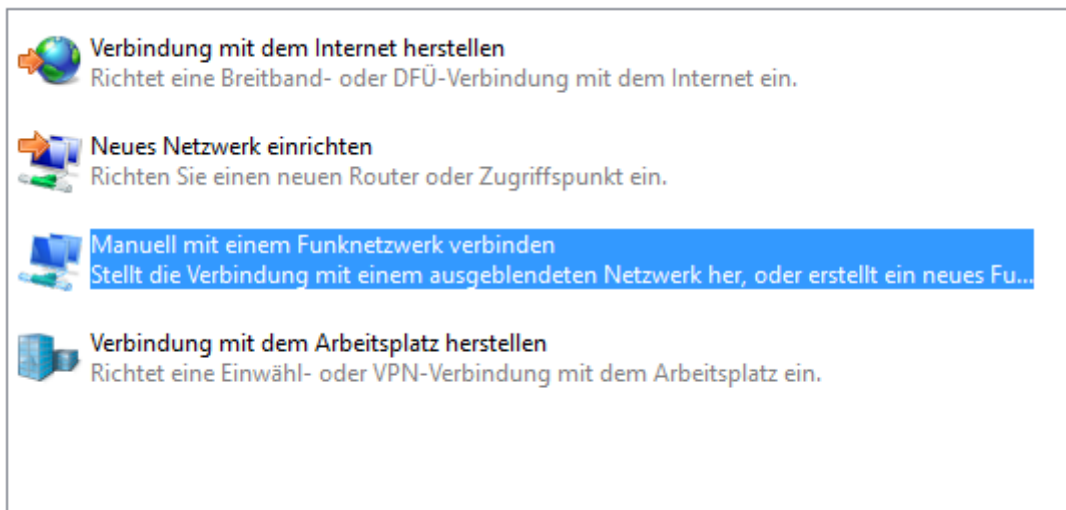 Verbindung mit dem Internet herstellen
Richtet eine Breitband- oder DFÜ-Verbindung mit dem Internet ein.
Neues Netzwerk einrichten
Richten Sie einen neuen Router oder Zugriffspunkt ein.
Manuell mit einem Funknetzwerk verbinden
Stellt die Verbindung mit einem ausgeblendeten Netzwerk her, oder erstellt ein neues Fu...
Verbindung mit dem Arbeitsplatz herstellen
Richtet eine Einwähl- oder VPN-Verbindung mit dem Arbeitsplatz ein.